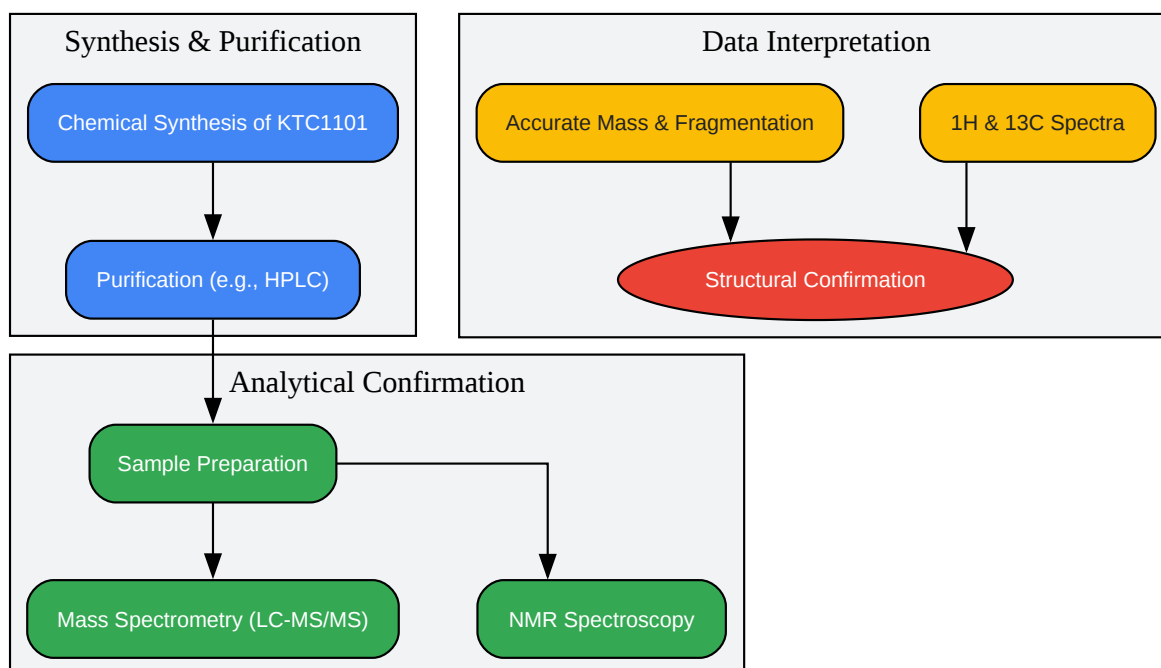 Synthesis & Purification
Chemical Synthesis of KTC1101
Purification (e.g., HPLC)
Data Interpretation
Accurate Mass & Fragmentation
1H & 13C Spectra
Structural Confirmation
Analytical Confirmation
Sample Preparation
Mass Spectrometry (LC-MS/MS)
NMR Spectroscopy